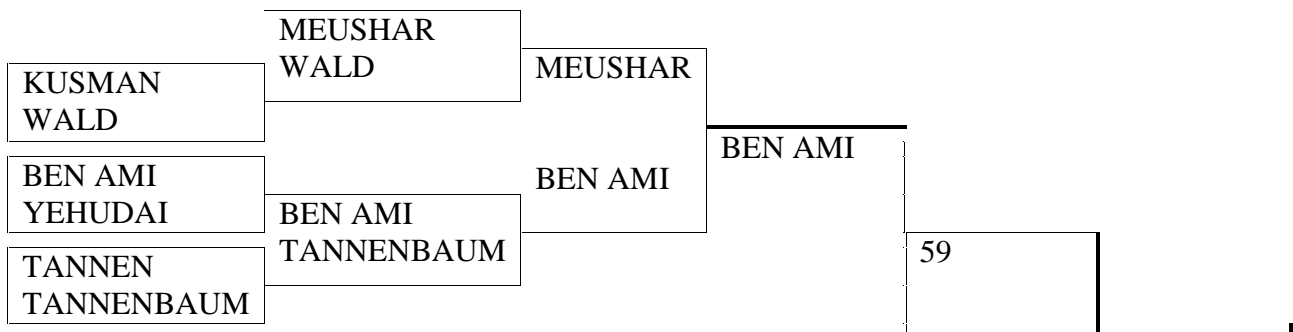 MEUSHAR
WALD
KUSMAN
WALD
MEUSHAR
BEN AMI
YEHUDAI
BEN AMI
BEN AMI
BEN AMI
TANNENBAUM
TANNEN
TANNENBAUM
59